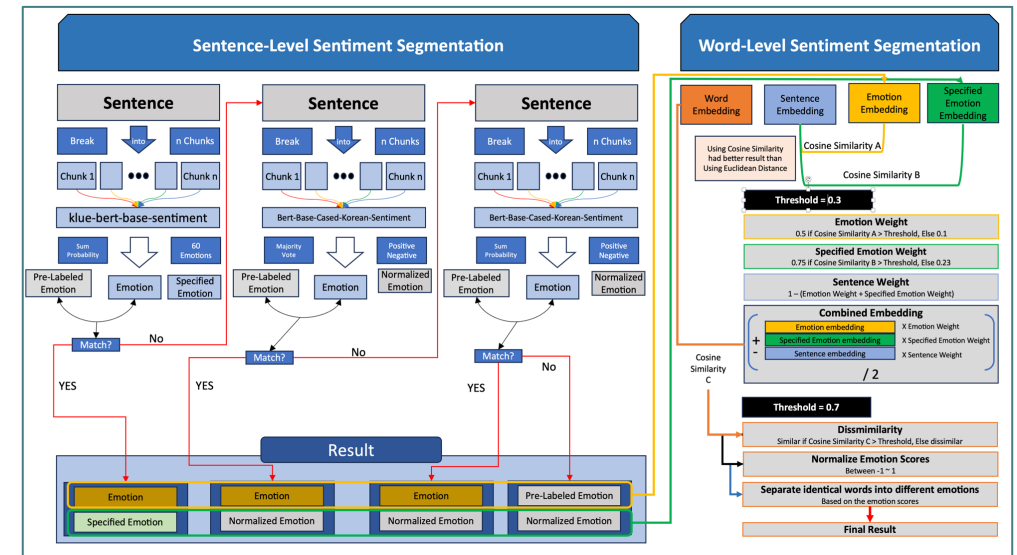 Sentence-Level Sentiment Segmentation
Sentence
Break
into
n Chunks
Chunk 1
Chunk n
klue-bert-base-sentiment
Sum
Probability
60
Emotions
Pre-Labeled
Emotion
Emotion
Specified
Emotion
Match?
No
YES
Sentence
Break
into
n Chunks
Chunk 1
Chunk n
Bert-Base-Cased-Korean-Sentiment
Majority
Vote
Positive
Negative
Pre-Labeled
Emotion
Emotion
Normalized
Emotion
Match?
No
YES
Sentence
Break
into
n Chunks
Chunk 1
Chunk n
Bert-Base-Cased-Korean-Sentiment
Sum
Probability
Positive
Negative
Pre-Labeled
Emotion
Emotion
Normalized
Emotion
Match?
No
YES
Result
Emotion
Emotion
Emotion
Pre-Labeled Emotion
Specified Emotion
Normalized Emotion
Normalized Emotion
Normalized Emotion
Word-Level Sentiment Segmentation
Word
Embedding
Sentence
Embedding
Emotion
Embedding
Specified
Emotion
Embedding
Using Cosine Similarity
had better result than
Using Euclidean Distance
Cosine Similarity A
Cosine Similarity B
Threshold = 0.3
Emotion Weight
0.5 if Cosine Similarity A > Threshold, Else 0.1
Specified Emotion Weight
0.75 if Cosine Similarity B > Threshold, Else 0.23
Sentence Weight
1 – (Emotion Weight + Specified Emotion Weight)
Combined Embedding
Emotion embedding
X Emotion Weight
+
Specified Emotion embedding
X Specified Emotion Weight
-
Sentence embedding
X Sentence Weight
/ 2
Cosine
Similarity
C
Threshold = 0.7
Dissmimilarity
Similar if Cosine Similarity C > Threshold, Else dissimilar
Normalize Emotion Scores
Between -1 ~ 1
Separate identical words into different emotions
Based on the emotion scores
Final Result